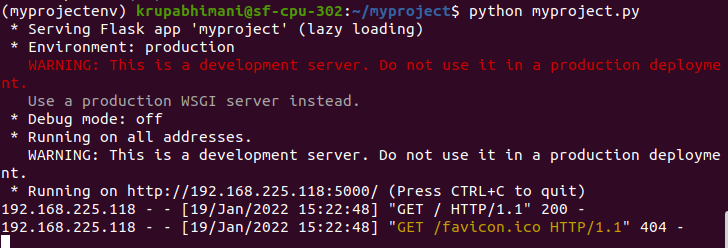 (myprojectenv) krupabhimani@sf-cpu-302:~/myproject$ python myproject.py
 * Serving Flask app 'myproject' (lazy loading)
 * Environment: production
   WARNING: This is a development server. Do not use it in a production deployme
nt.
   Use a production WSGI server instead.
 * Debug mode: off
 * Running on all addresses.
   WARNING: This is a development server. Do not use it in a production deployme
nt.
 * Running on http://192.168.225.118:5000/ (Press CTRL+C to quit)
192.168.225.118 - - [19/Jan/2022 15:22:48] "GET / HTTP/1.1" 200 -
192.168.225.118 - - [19/Jan/2022 15:22:48] "GET /favicon.ico HTTP/1.1" 404 -